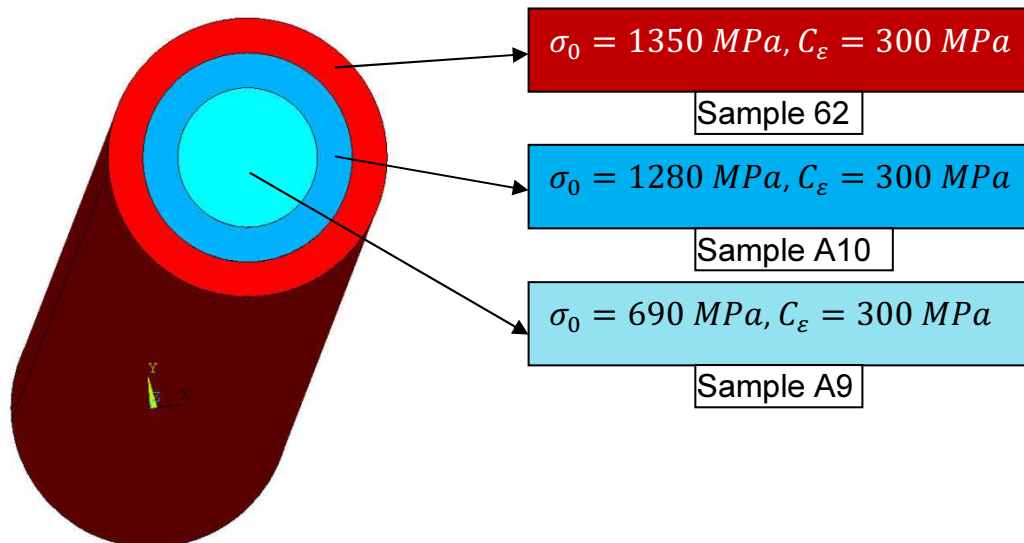 σ₀ = 1350 MPa, Cε = 300 MPa
Sample 62
σ₀ = 1280 MPa, Cε = 300 MPa
Sample A10
σ₀ = 690 MPa, Cε = 300 MPa
Sample A9
Y
Z
X